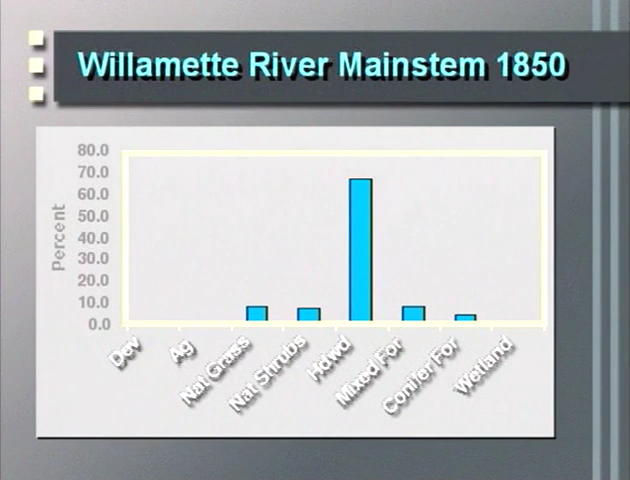 Willamette River Mainstem 1850
80.0
70.0
60.0
50.0
40.0
30.0
20.0
10.0
0.0
Percent
Dev
Ag
Nat Grass
Nat Shrubs
Hdwd
Mixed For
Conifer For
Wetland